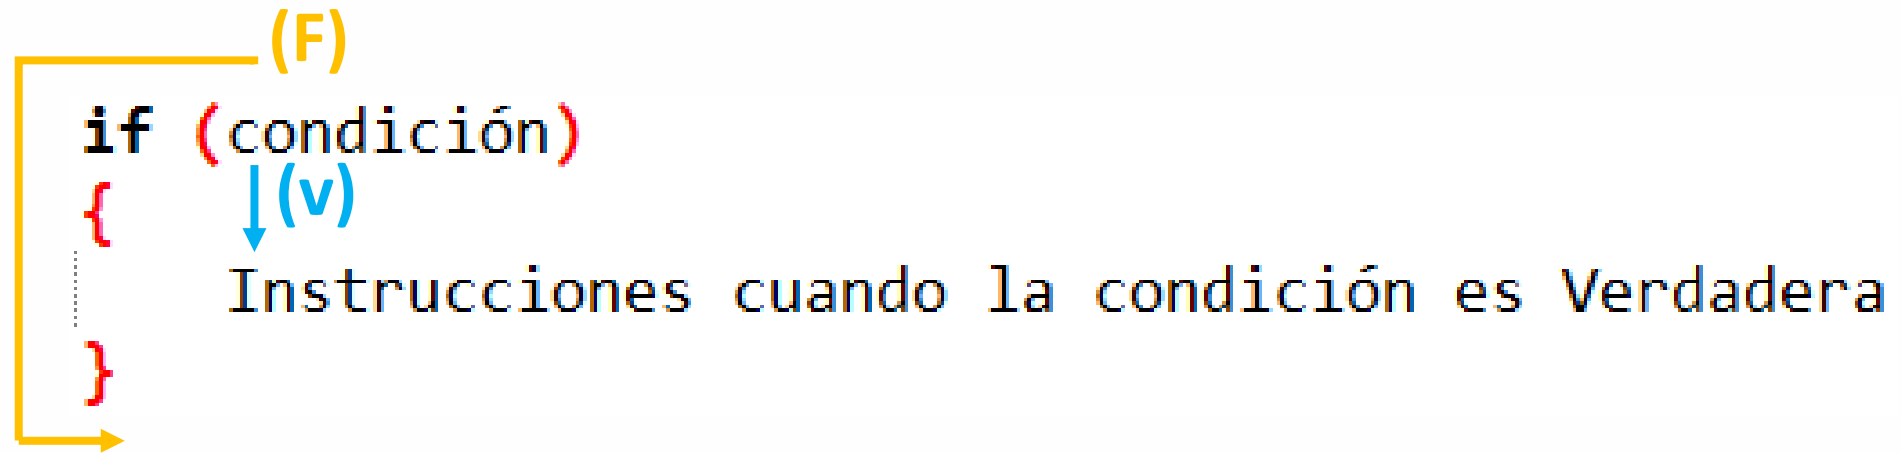 (F)
if (condición)
{ (v)
Instrucciones cuando la condición es Verdadera
}